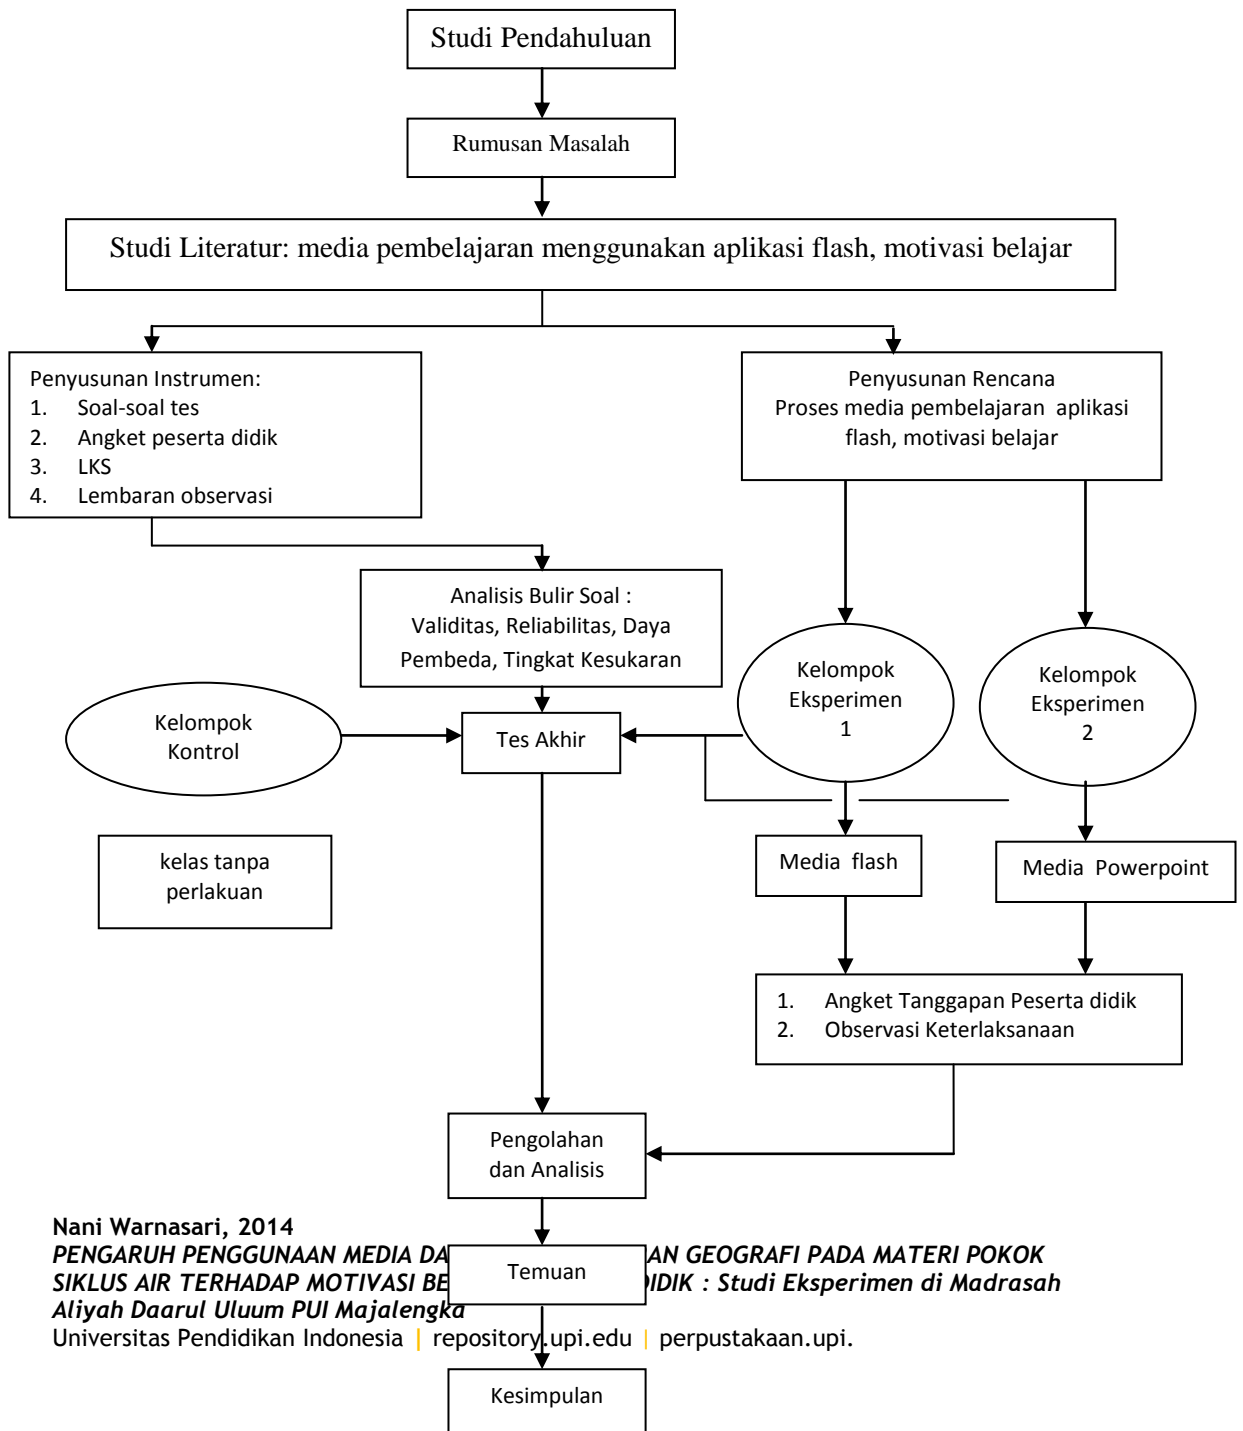 Studi Pendahuluan
Rumusan Masalah
Studi Literatur: media pembelajaran menggunakan aplikasi flash, motivasi belajar
Penyusunan Instrumen:
1. Soal-soal tes
2. Angket peserta didik
3. LKS
4. Lembaran observasi
Penyusunan Rencana
Proses media pembelajaran aplikasi
flash, motivasi belajar
Analisis Bulir Soal :
Validitas, Reliabilitas, Daya
Pembeda, Tingkat Kesukaran
Kelompok
Eksperimen
1
Kelompok
Eksperimen
2
Kelompok
Kontrol
Tes Akhir
kelas tanpa
perlakuan
Media flash
Media Powerpoint
1. Angket Tanggapan Peserta didik
2. Observasi Keterlaksanaan
Pengolahan
dan Analisis
Temuan
Nani Warnasari, 2014
PENGARUH PENGGUNAAN MEDIA DA AN GEOGRAFI PADA MATERI POKOK
SIKLUS AIR TERHADAP MOTIVASI BE DIDIK : Studi Eksperimen di Madrasah
Aliyah Daarul Uluum PUI Majalengka
Universitas Pendidikan Indonesia | repository.upi.edu | perpustakaan.upi.
Kesimpulan